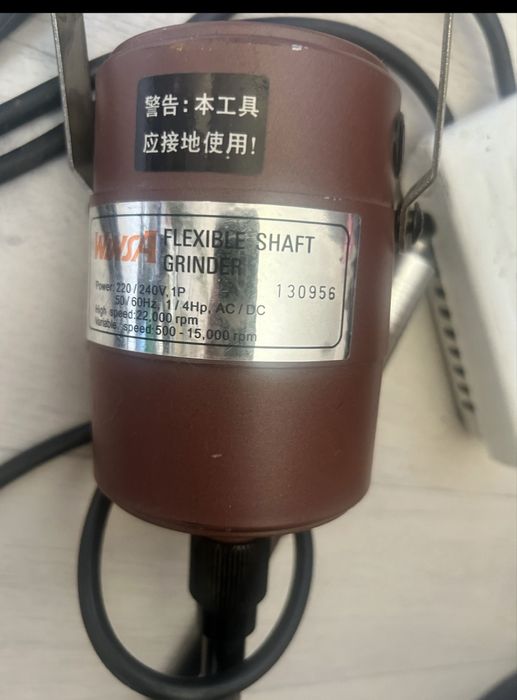 警告:本工具
应接地使用!
WINSA FLEXIBLE SHAFT
GRINDER
130956
Power: 220/240V, 1P
50/60Hz, 1/4Hp, AC/DC
High speed:22,000 rpm
Variable speed:500-15,000 rpm